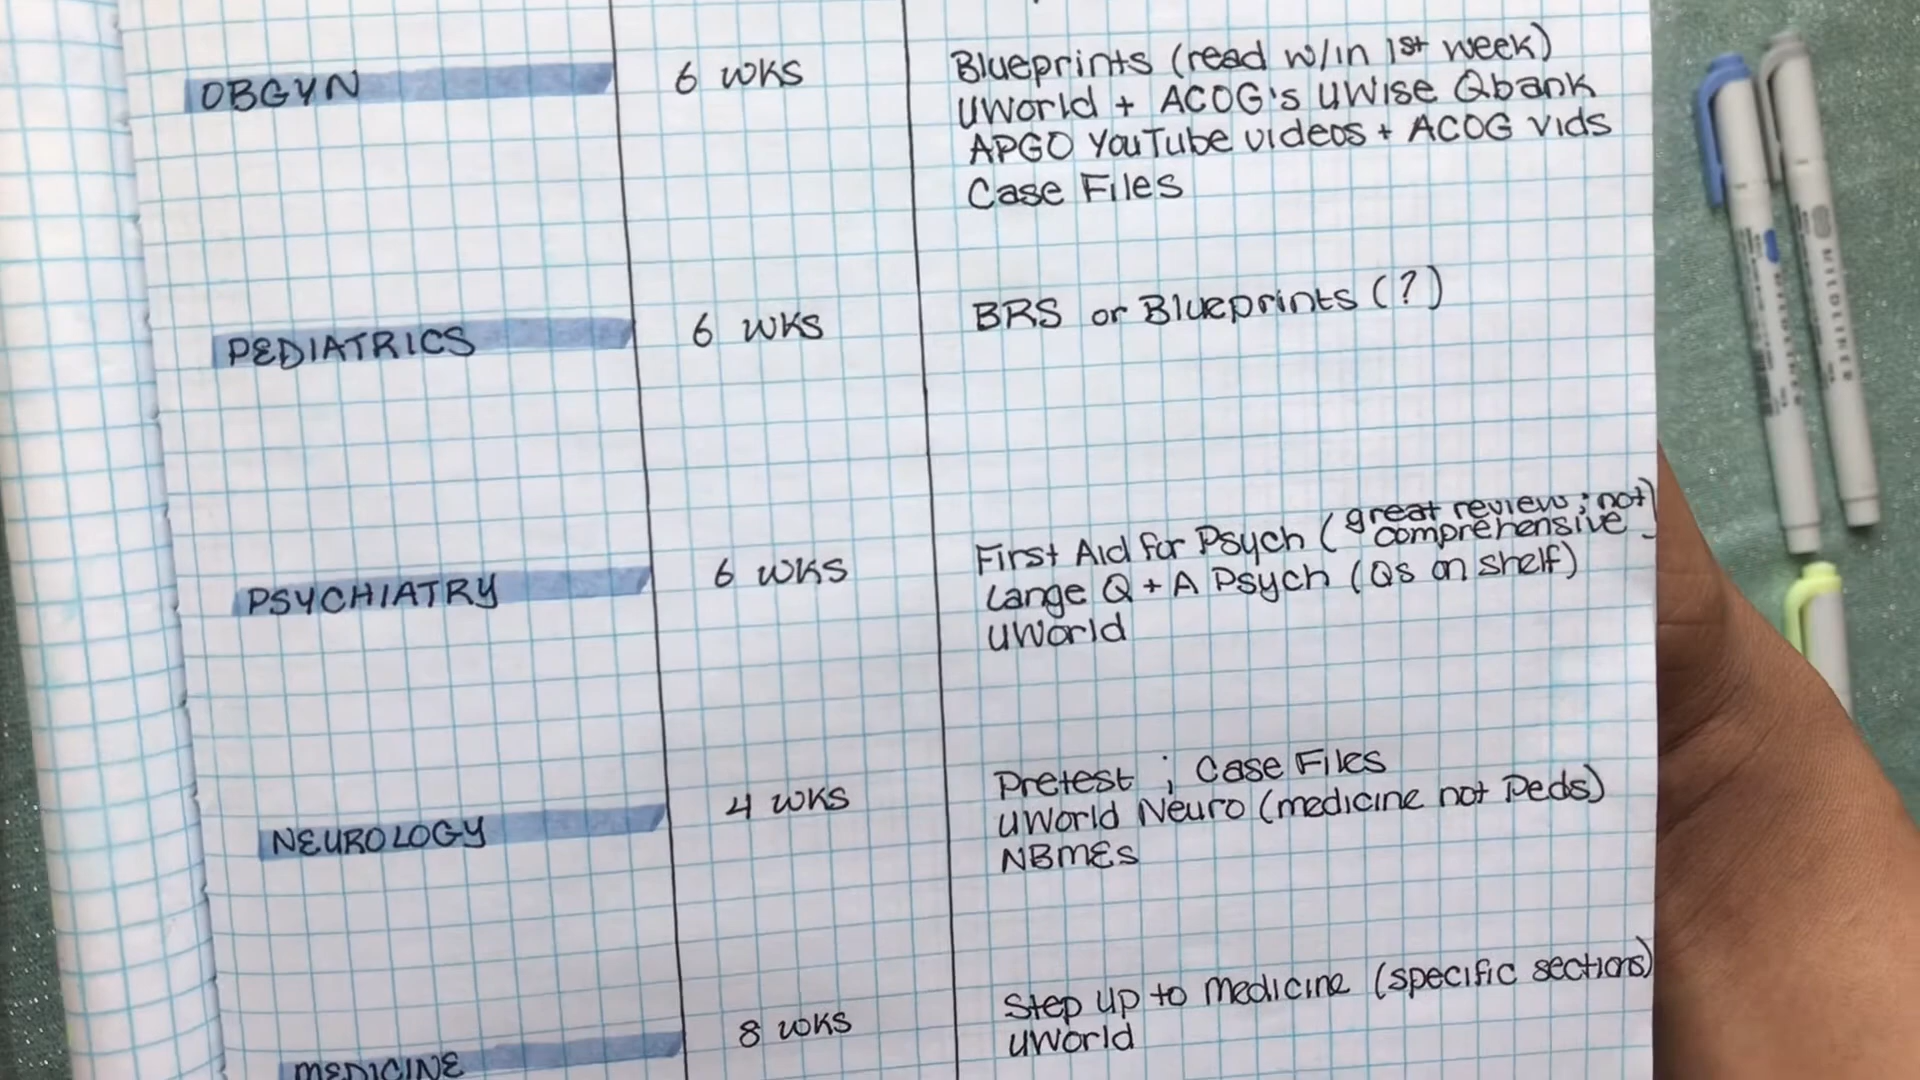 OBGYN 6 WKS Blueprints (read w/in 1st week)
UWorld + ACOG's UWise Qbank
APGO YouTube videos + ACOG vids
Case Files
PEDIATRICS 6 WKS BRS or Blueprints (?)
PSYCHIATRY 6 WKS First Aid for Psych (great review; not comprehensive)
Lange Q + A Psych (Qs on shelf)
UWorld
NEUROLOGY 4 WKS Pretest ; Case Files
UWorld Neuro (medicine not Peds)
NBMEs
MEDICINE 8 WKS Step Up to Medicine (specific sections)
UWorld
MILDLINER